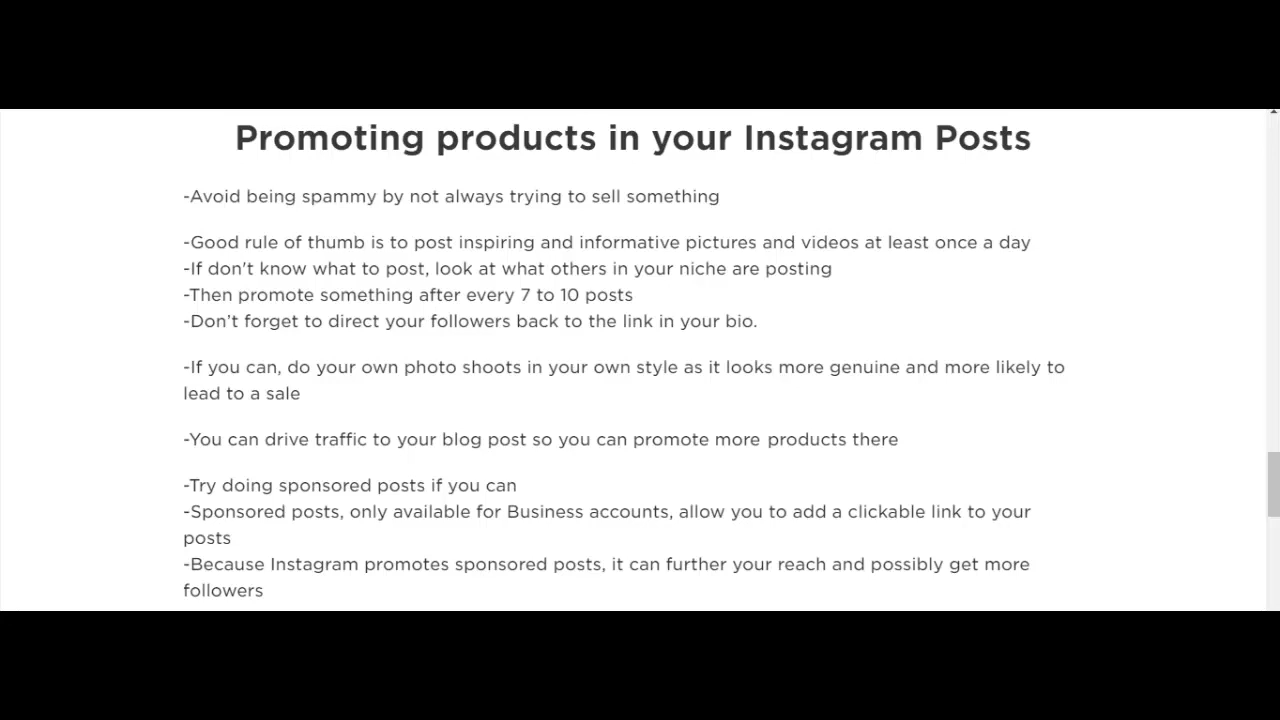 Promoting products in your Instagram Posts
-Avoid being spammy by not always trying to sell something
-Good rule of thumb is to post inspiring and informative pictures and videos at least once a day
-If don't know what to post, look at what others in your niche are posting
-Then promote something after every 7 to 10 posts
-Don’t forget to direct your followers back to the link in your bio.
-If you can, do your own photo shoots in your own style as it looks more genuine and more likely to
lead to a sale
-You can drive traffic to your blog post so you can promote more products there
-Try doing sponsored posts if you can
-Sponsored posts, only available for Business accounts, allow you to add a clickable link to your
posts
-Because Instagram promotes sponsored posts, it can further your reach and possibly get more
followers